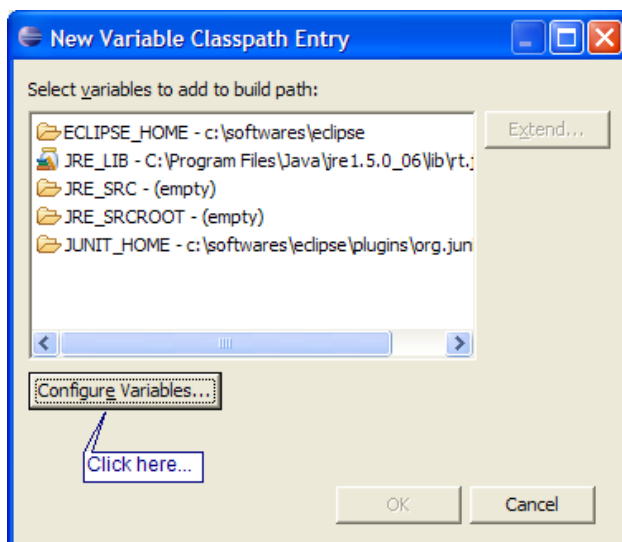 New Variable Classpath Entry
Select variables to add to build path:
ECLIPSE_HOME - c:\softwares\eclipse
Extend...
JRE_LIB - C:\Program Files\Java\jre1.5.0_06\lib\rt.j
JRE_SRC - (empty)
JRE_SRCROOT - (empty)
JUNIT_HOME - c:\softwares\eclipse\plugins\org.jun
Configure Variables...
Click here...
OK
Cancel